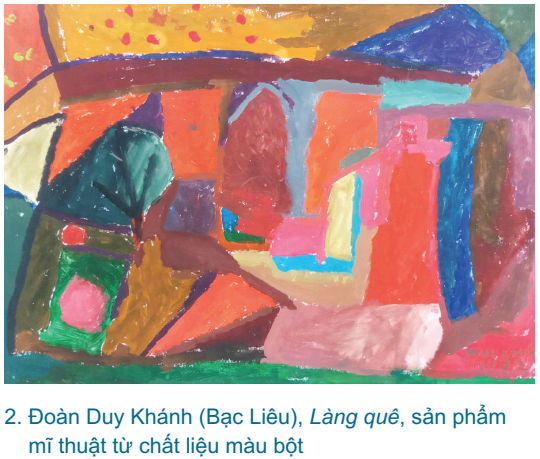 2. Đoàn Duy Khánh (Bạc Liêu), Làng quê, sản phẩm
mĩ thuật từ chất liệu màu bột